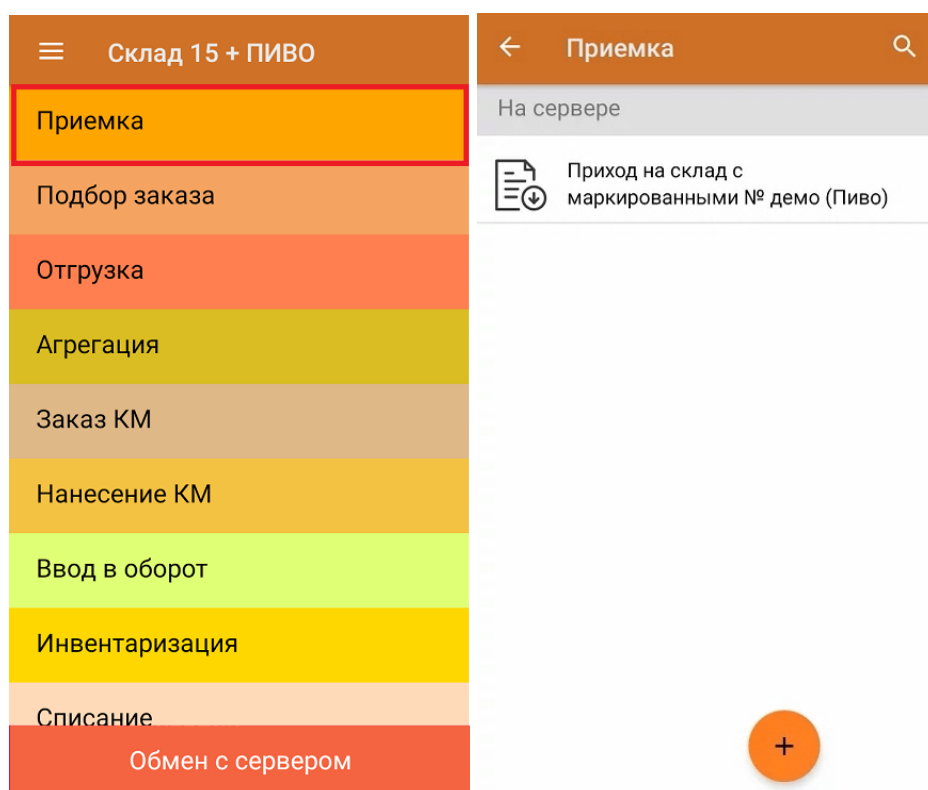 Склад 15 + ПИВО
Приемка
Подбор заказа
Отгрузка
Агрегация
Заказ КМ
Нанесение КМ
Ввод в оборот
Инвентаризация
Списание
Обмен с сервером
Приемка
На сервере
Приход на склад с
маркированными № демо (Пиво)